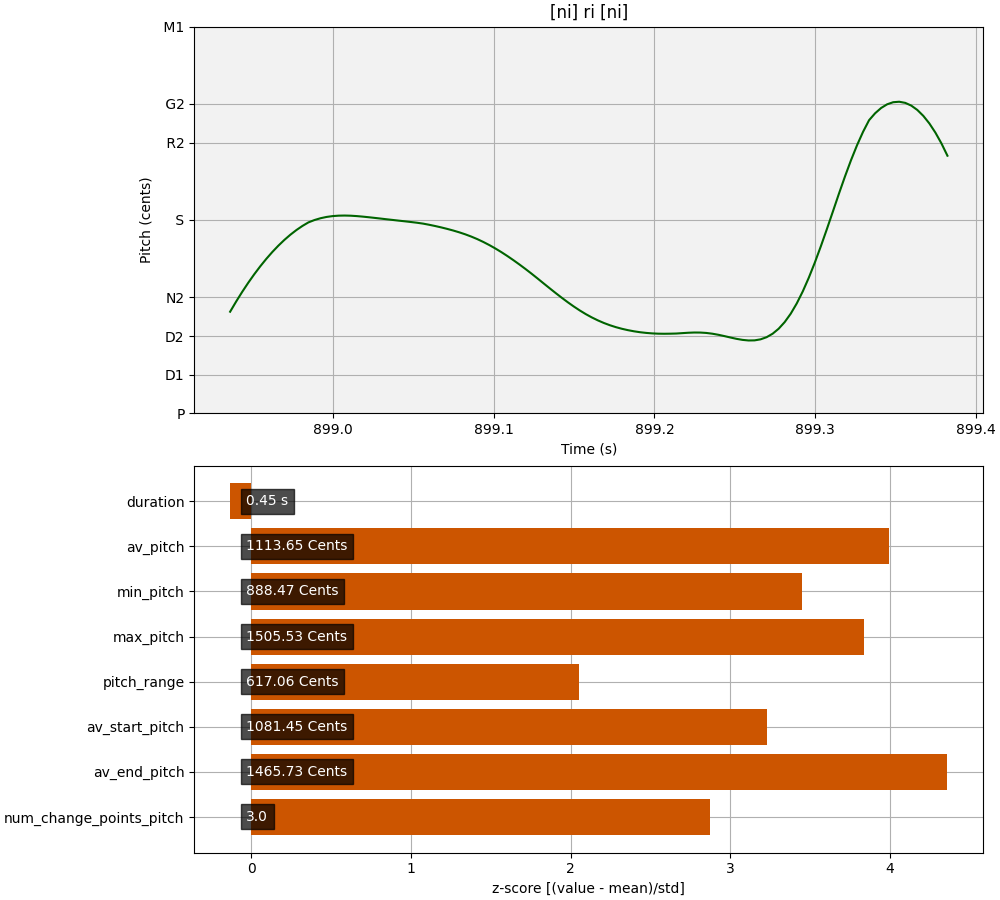 [ni] ri [ni]
M1
G2
R2
S
N2
D2
D1
P
Pitch (cents)
899.0 899.1 899.2 899.3 899.4
Time (s)
duration 0.45 s
av_pitch 1113.65 Cents
min_pitch 888.47 Cents
max_pitch 1505.53 Cents
pitch_range 617.06 Cents
av_start_pitch 1081.45 Cents
av_end_pitch 1465.73 Cents
num_change_points_pitch 3.0
0 1 2 3 4
z-score [(value - mean)/std]